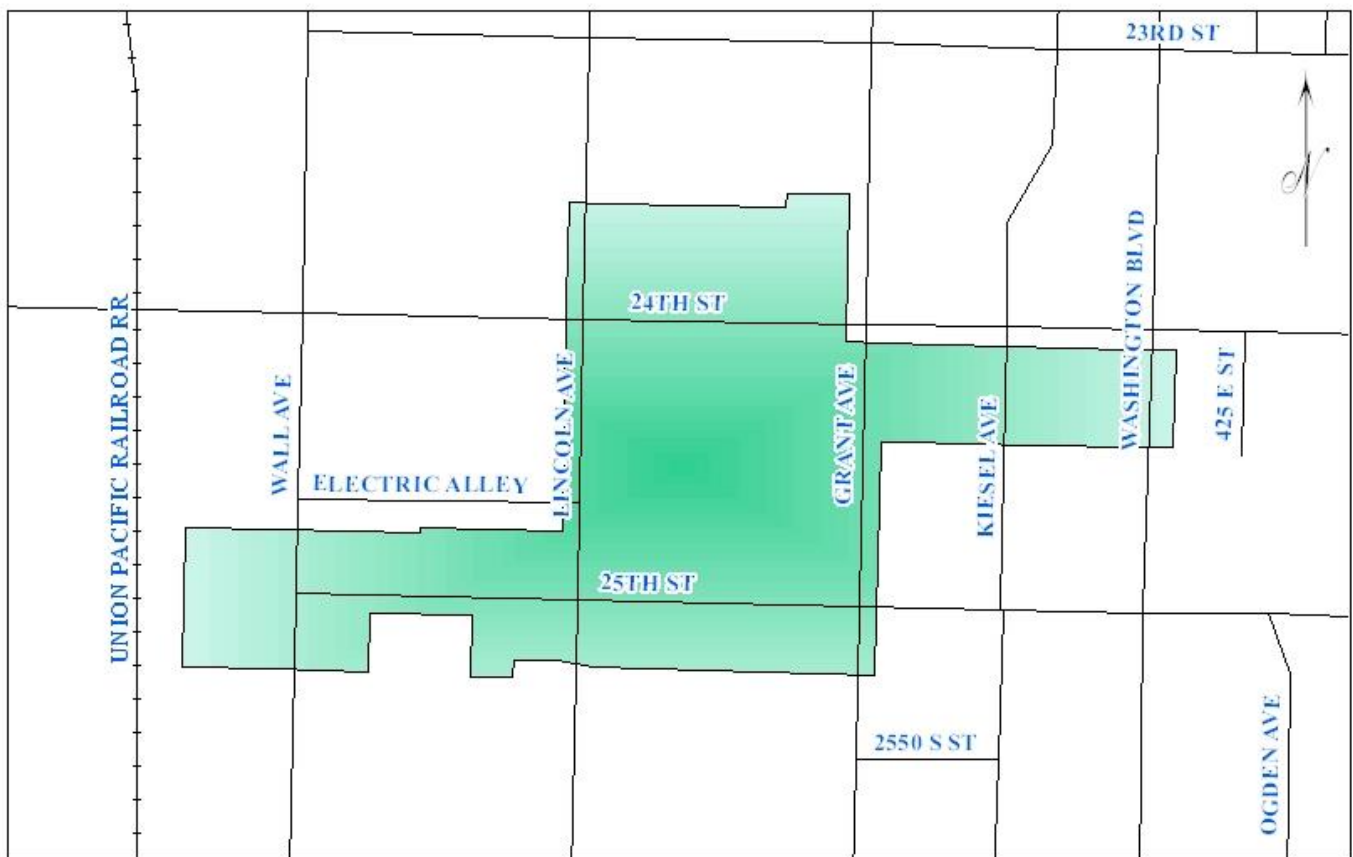 23RD ST
N
24TH ST
UNION PACIFIC RAILROAD RR
WALL AVE
LINCOLN AVE
GRANT AVE
KIESEL AVE
WASHINGTON BLVD
425 E ST
ELECTRIC ALLEY
25TH ST
2550 S ST
OGDEN AVE